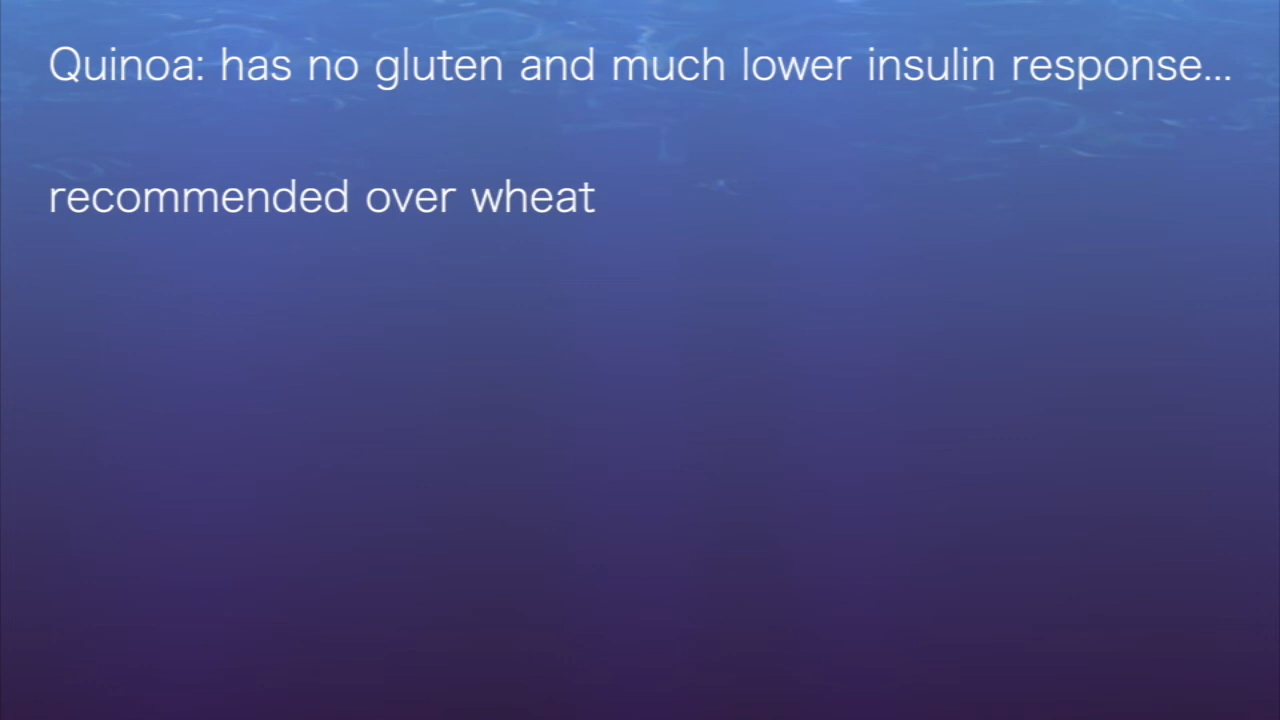 Quinoa: has no gluten and much lower insulin response...
recommended over wheat